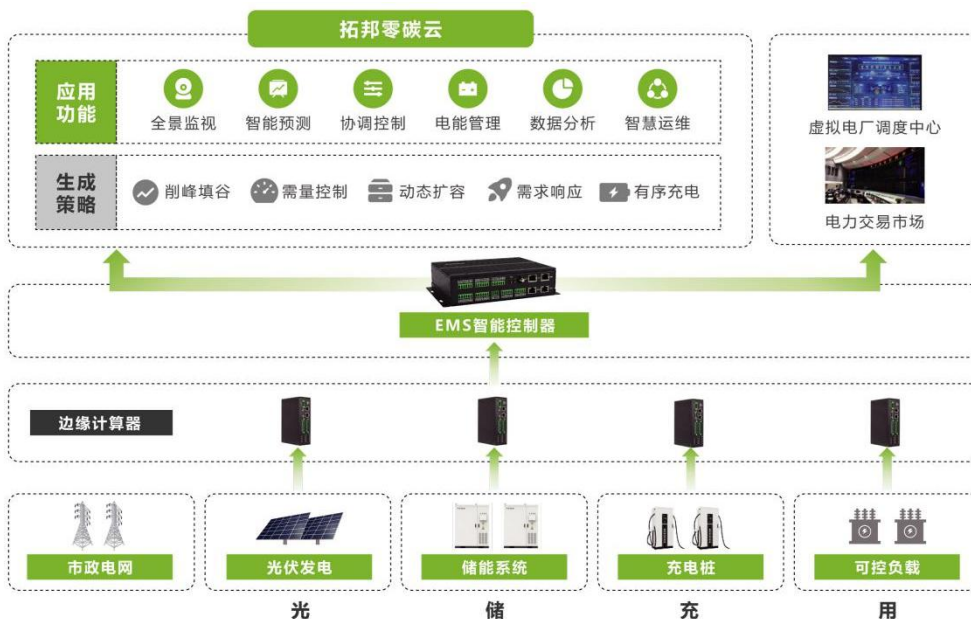 拓邦零碳云
应用
功能
全景监视
智能预测
协调控制
电能管理
数据分析
智慧运维
生成
策略
削峰填谷
需量控制
动态扩容
需求响应
有序充电
虚拟电厂调度中心
电力交易市场
EMS智能控制器
边缘计算器
市政电网
光伏发电
储能系统
充电桩
可控负载
光
储
充
用